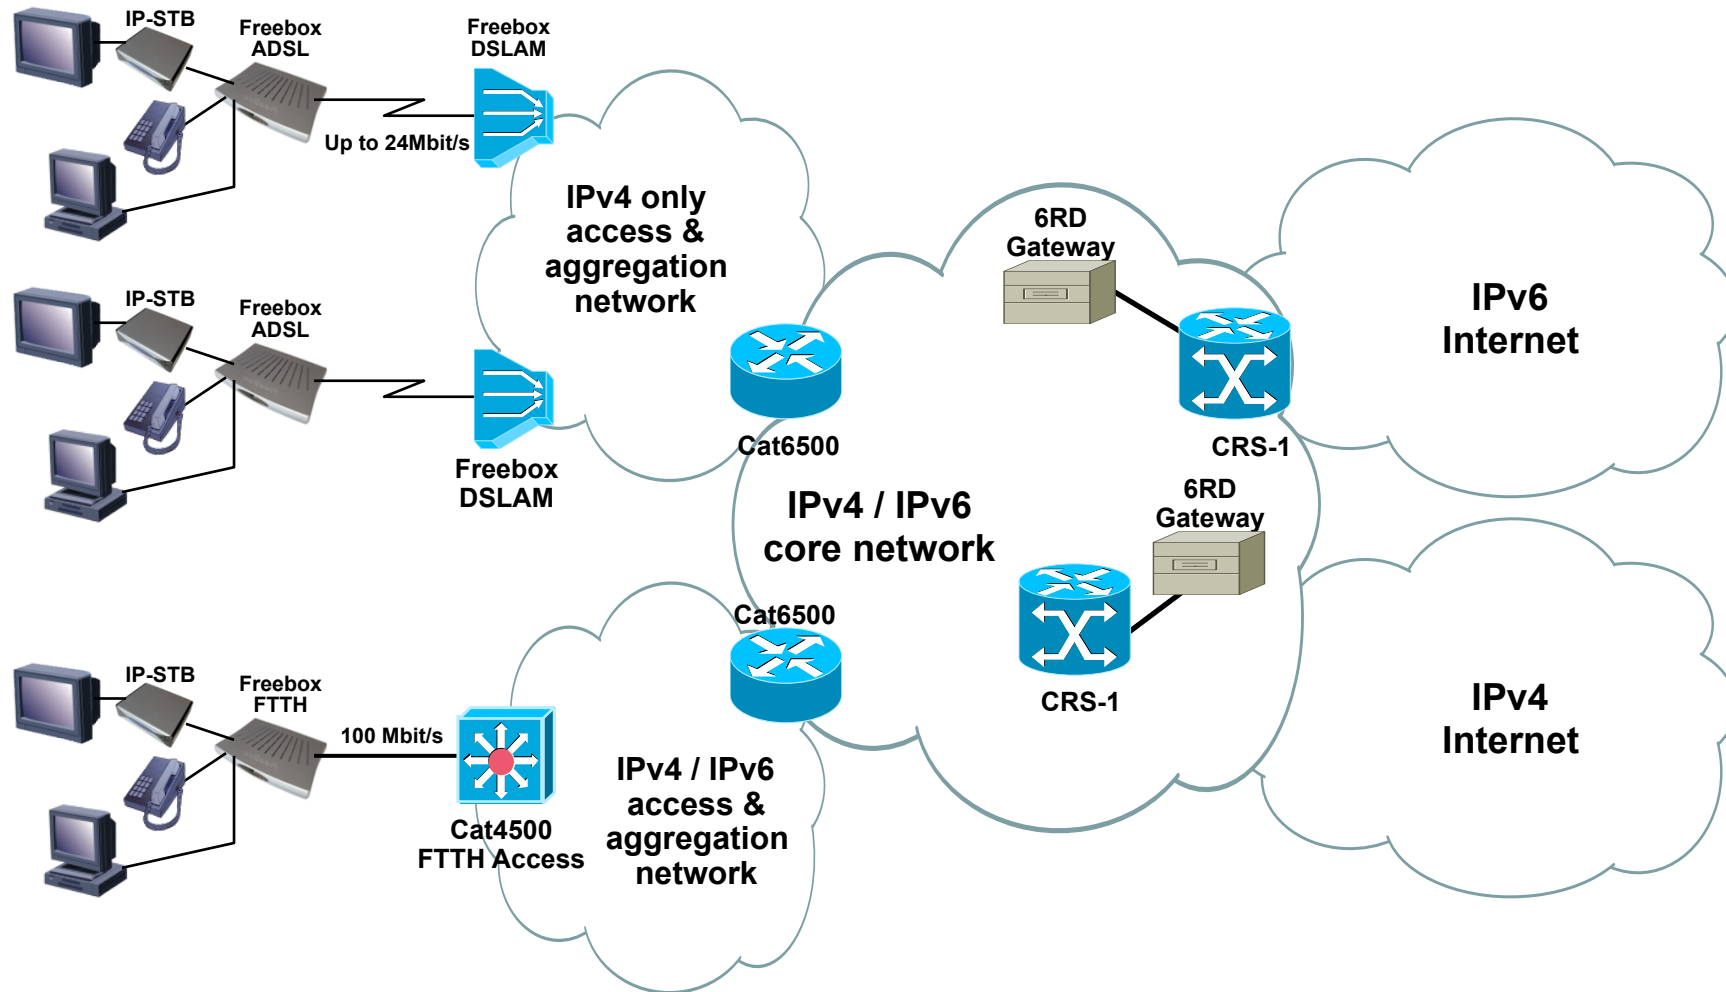 IP-STB
Freebox
ADSL
Freebox
DSLAM
Up to 24Mbit/s
IPv4 only
access &
aggregation
network
6RD
Gateway
IPv6
Internet
IP-STB
Freebox
ADSL
Freebox
DSLAM
Cat6500
CRS-1
IPv4 / IPv6
core network
6RD
Gateway
Cat6500
CRS-1
IPv4
Internet
IP-STB
Freebox
FTTH
100 Mbit/s
Cat4500
FTTH Access
IPv4 / IPv6
access &
aggregation
network